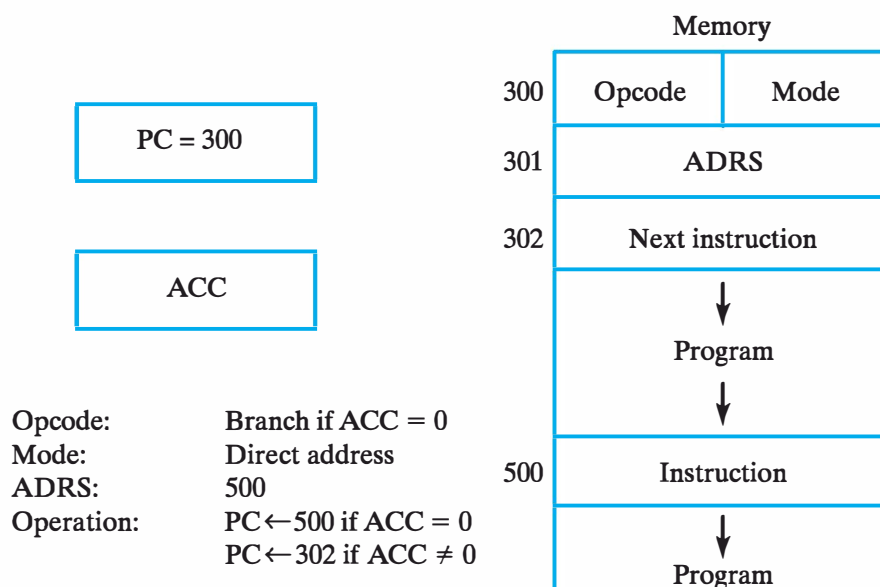 Memory
300 Opcode Mode
PC = 300
301 ADRS
302 Next instruction
ACC
Program
Opcode: Branch if ACC = 0
Mode: Direct address
ADRS: 500
Operation: PC←500 if ACC = 0
PC←302 if ACC ≠ 0
500 Instruction
Program